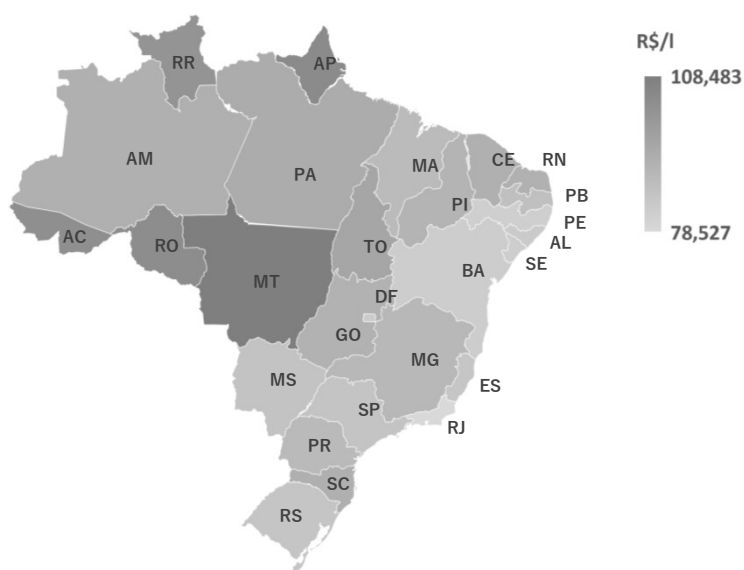 R$/l
108,483
78,527
RR
AP
AM
PA
MA
CE
RN
PB
PI
PE
AL
SE
AC
RO
TO
BA
MT
DF
GO
MG
ES
MS
SP
RJ
PR
SC
RS